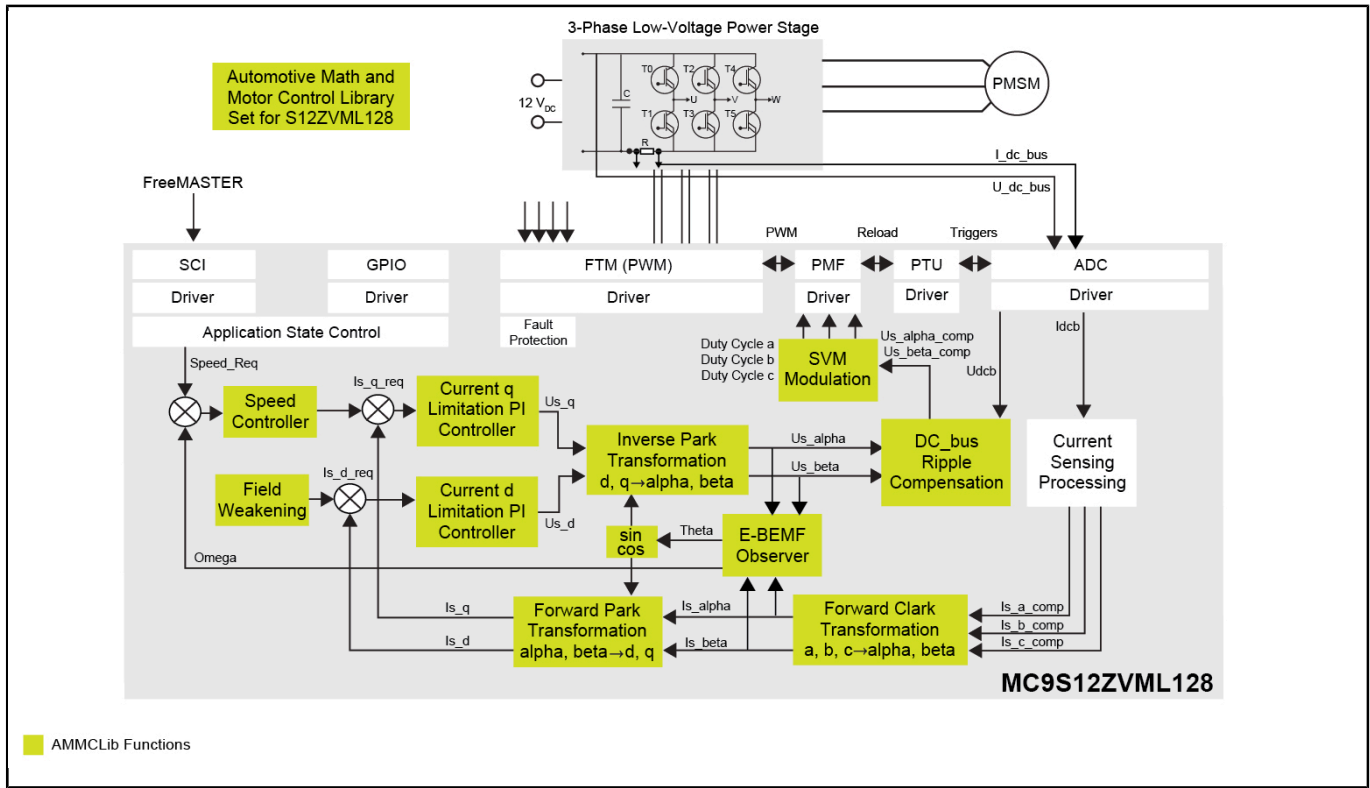 3-Phase Low-Voltage Power Stage
Automotive Math and
Motor Control Library
Set for S12ZVML128
T0
T2
T4
PMSM
12 VDC
C
U
V
W
T1
T3
T5
R
I_dc_bus
U_dc_bus
FreeMASTER
PWM
Reload
Triggers
SCI
GPIO
FTM (PWM)
PMF
PTU
ADC
Driver
Driver
Driver
Driver
Driver
Driver
Application State Control
Fault
Protection
Speed_Req
Duty Cycle a
Duty Cycle b
Duty Cycle c
SVM
Modulation
Us_alpha_comp
Us_beta_comp
Udcb
Idcb
Is_q_req
Speed
Controller
Current q
Limitation PI
Controller
Us_q
Inverse Park
Transformation
d, q→alpha, beta
Us_alpha
Us_beta
DC_bus
Ripple
Compensation
Current
Sensing
Processing
Is_d_req
Field
Weakening
Current d
Limitation PI
Controller
Us_d
sin
cos
Theta
E-BEMF
Observer
Omega
Is_q
Is_d
Forward Park
Transformation
alpha, beta→d, q
Is_alpha
Is_beta
Forward Clark
Transformation
a, b, c→alpha, beta
Is_a_comp
Is_b_comp
Is_c_comp
MC9S12ZVML128
AMMCLib Functions